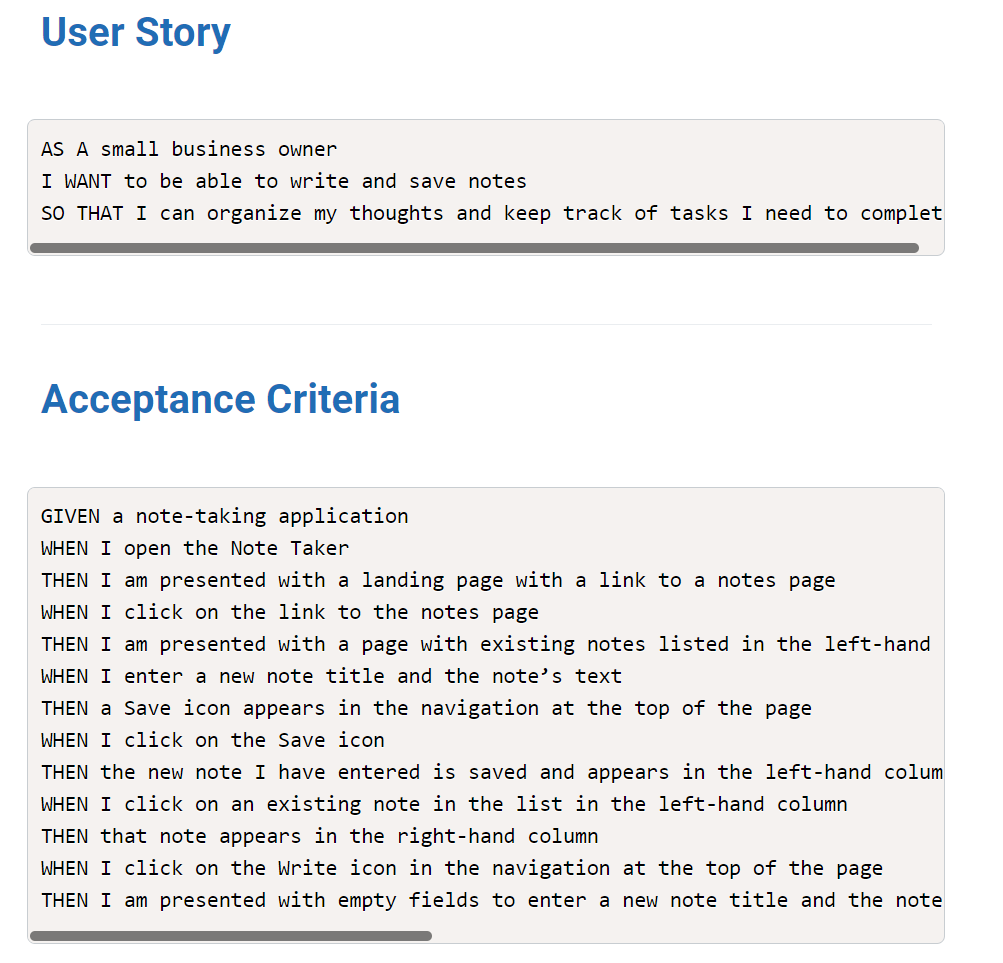 User Story
AS A small business owner
I WANT to be able to write and save notes
SO THAT I can organize my thoughts and keep track of tasks I need to complet
Acceptance Criteria
GIVEN a note-taking application
WHEN I open the Note Taker
THEN I am presented with a landing page with a link to a notes page
WHEN I click on the link to the notes page
THEN I am presented with a page with existing notes listed in the left-hand
WHEN I enter a new note title and the note’s text
THEN a Save icon appears in the navigation at the top of the page
WHEN I click on the Save icon
THEN the new note I have entered is saved and appears in the left-hand colum
WHEN I click on an existing note in the list in the left-hand column
THEN that note appears in the right-hand column
WHEN I click on the Write icon in the navigation at the top of the page
THEN I am presented with empty fields to enter a new note title and the note